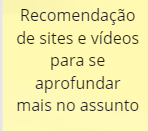 Recomendação
de sites e vídeos
para se
aprofundar
mais no assunto